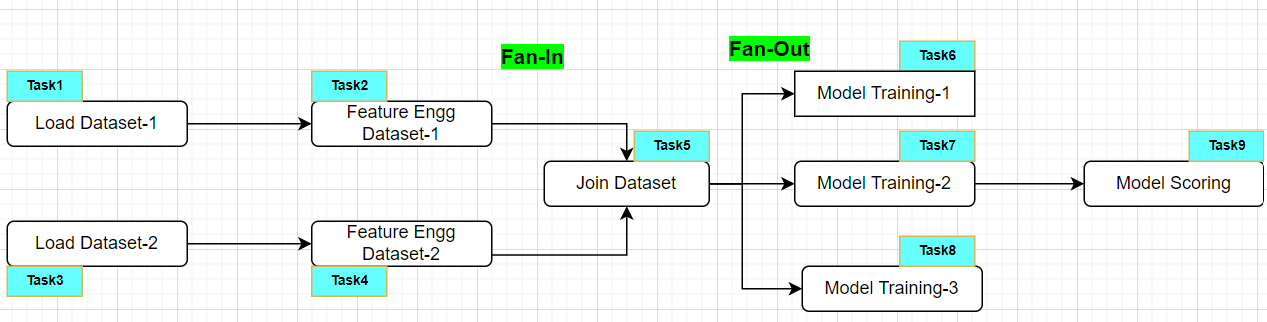 Fan-In
Fan-Out
Task6
Task1
Task2
Model Training-1
Load Dataset-1
Feature Engg
Dataset-1
Task5
Task7
Task9
Join Dataset
Model Training-2
Model Scoring
Load Dataset-2
Feature Engg
Dataset-2
Task8
Task3
Task4
Model Training-3